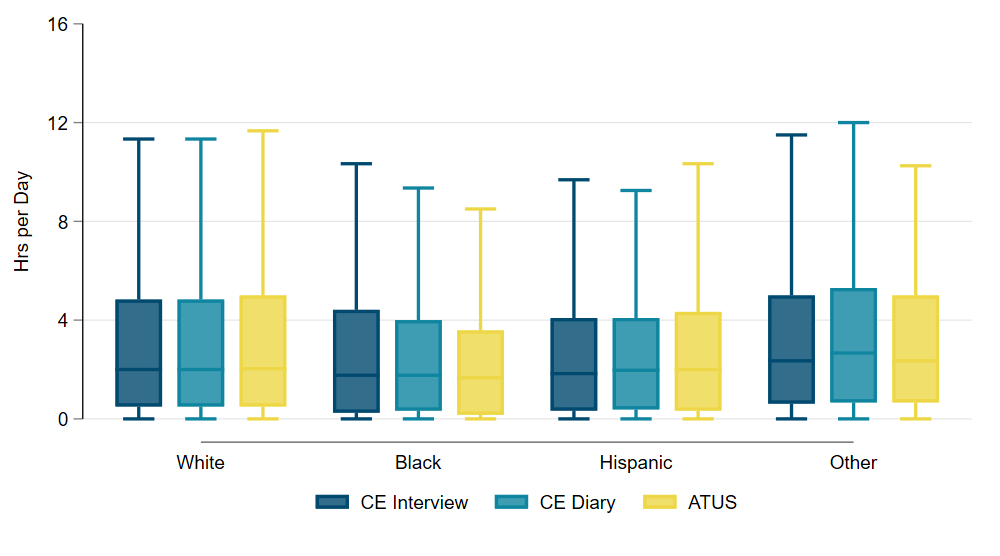 16
12
8
4
0
Hrs per Day
White Black Hispanic Other
CE Interview CE Diary ATUS